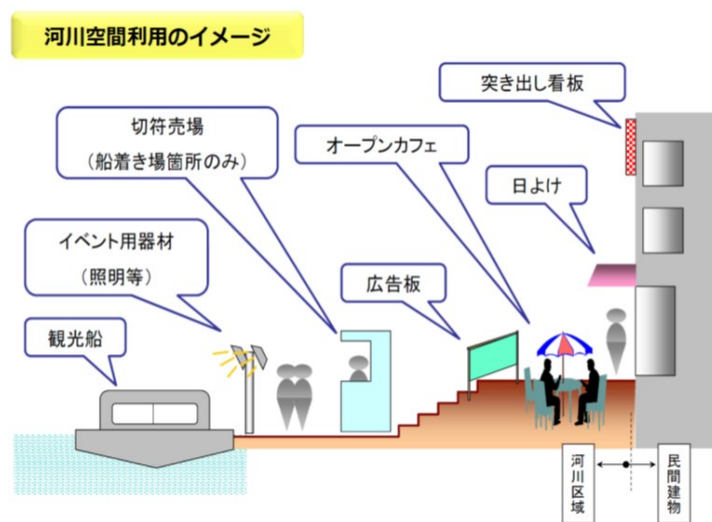 河川空間利用のイメージ
突き出し看板
切符売場
（船着き場箇所のみ）
オープンカフェ
日よけ
イベント用器材
（照明等）
広告板
観光船
河川区域
民間建物